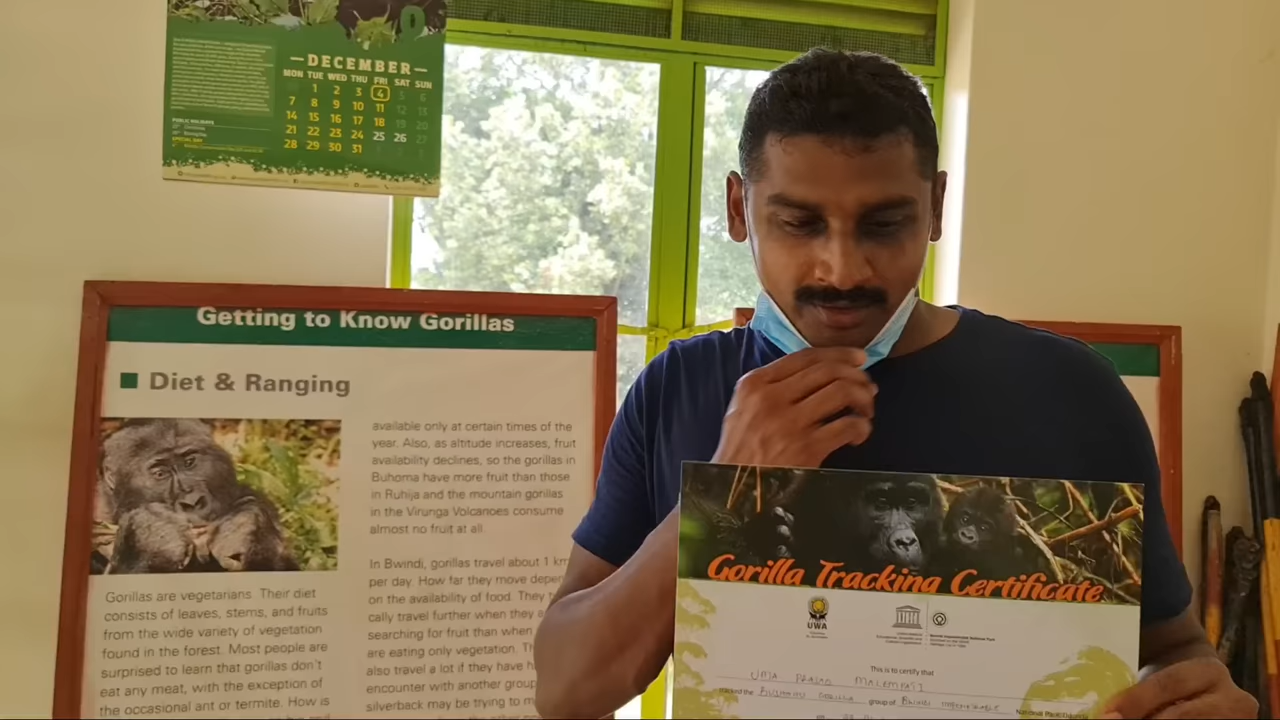 DECEMBER
MON TUE WED THU FRI SAT SUN
1 2 3 4 5 6
7 8 9 10 11 12 13
14 15 16 17 18 19 20
21 22 23 24 25 26 27
28 29 30 31
PUBLIC HOLIDAYS
SPECIAL DAY
Getting to Know Gorillas
Diet & Ranging
Gorillas are vegetarians. Their diet
consists of leaves, stems, and fruits
from the wide variety of vegetation
found in the forest. Most people are
surprised to learn that gorillas don't
eat any meat, with the exception of
the occasional ant or termite. How is
available only at certain times of the
year. Also, as altitude increases, fruit
availability declines, so the gorillas in
Buhoma have more fruit than those
in Ruhija and the mountain gorillas
in the Virunga Volcanoes consume
almost no fruit at all
In Bwindi, gorillas travel about 1 km
per day. How far they move depen
on the availability of food. They
cally travel further when they a
searching for fruit than when
are eating only vegetation. Th
also travel a lot if they have h
encounter with another group
silverback may be trying to m
Gorilla Tracking Certificate
UWA
This is to certify that
UMA PRASAD
tracked the group of National Park